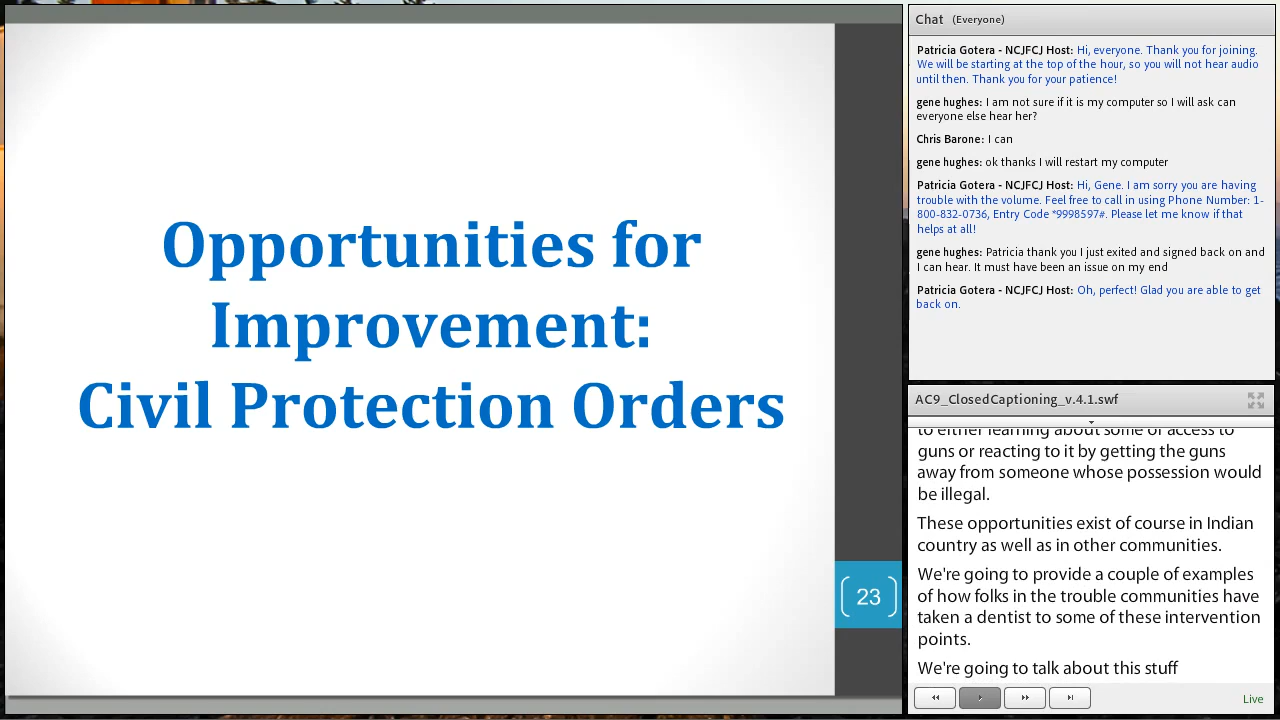 Opportunities for
Improvement:
Civil Protection Orders
23
Chat (Everyone)
Patricia Gotera - NCJFCJ Host: Hi, everyone. Thank you for joining.
We will be starting at the top of the hour, so you will not hear audio
until then. Thank you for your patience!
gene hughes: I am not sure if it is my computer so I will ask can
everyone else hear her?
Chris Barone: I can
gene hughes: ok thanks I will restart my computer
Patricia Gotera - NCJFCJ Host: Hi, Gene. I am sorry you are having
trouble with the volume. Feel free to call in using Phone Number: 1-
800-832-0736, Entry Code *9998597#. Please let me know if that
helps at all!
gene hughes: Patricia thank you I just exited and signed back on and
I can hear. It must have been an issue on my end
Patricia Gotera - NCJFCJ Host: Oh, perfect! Glad you are able to get
back on.
AC9_ClosedCaptioning_v.4.1.swf
to either learning about some of access to
guns or reacting to it by getting the guns
away from someone whose possession would
be illegal.
These opportunities exist of course in Indian
country as well as in other communities.
We're going to provide a couple of examples
of how folks in the trouble communities have
taken a dentist to some of these intervention
points.
We're going to talk about this stuff
Live